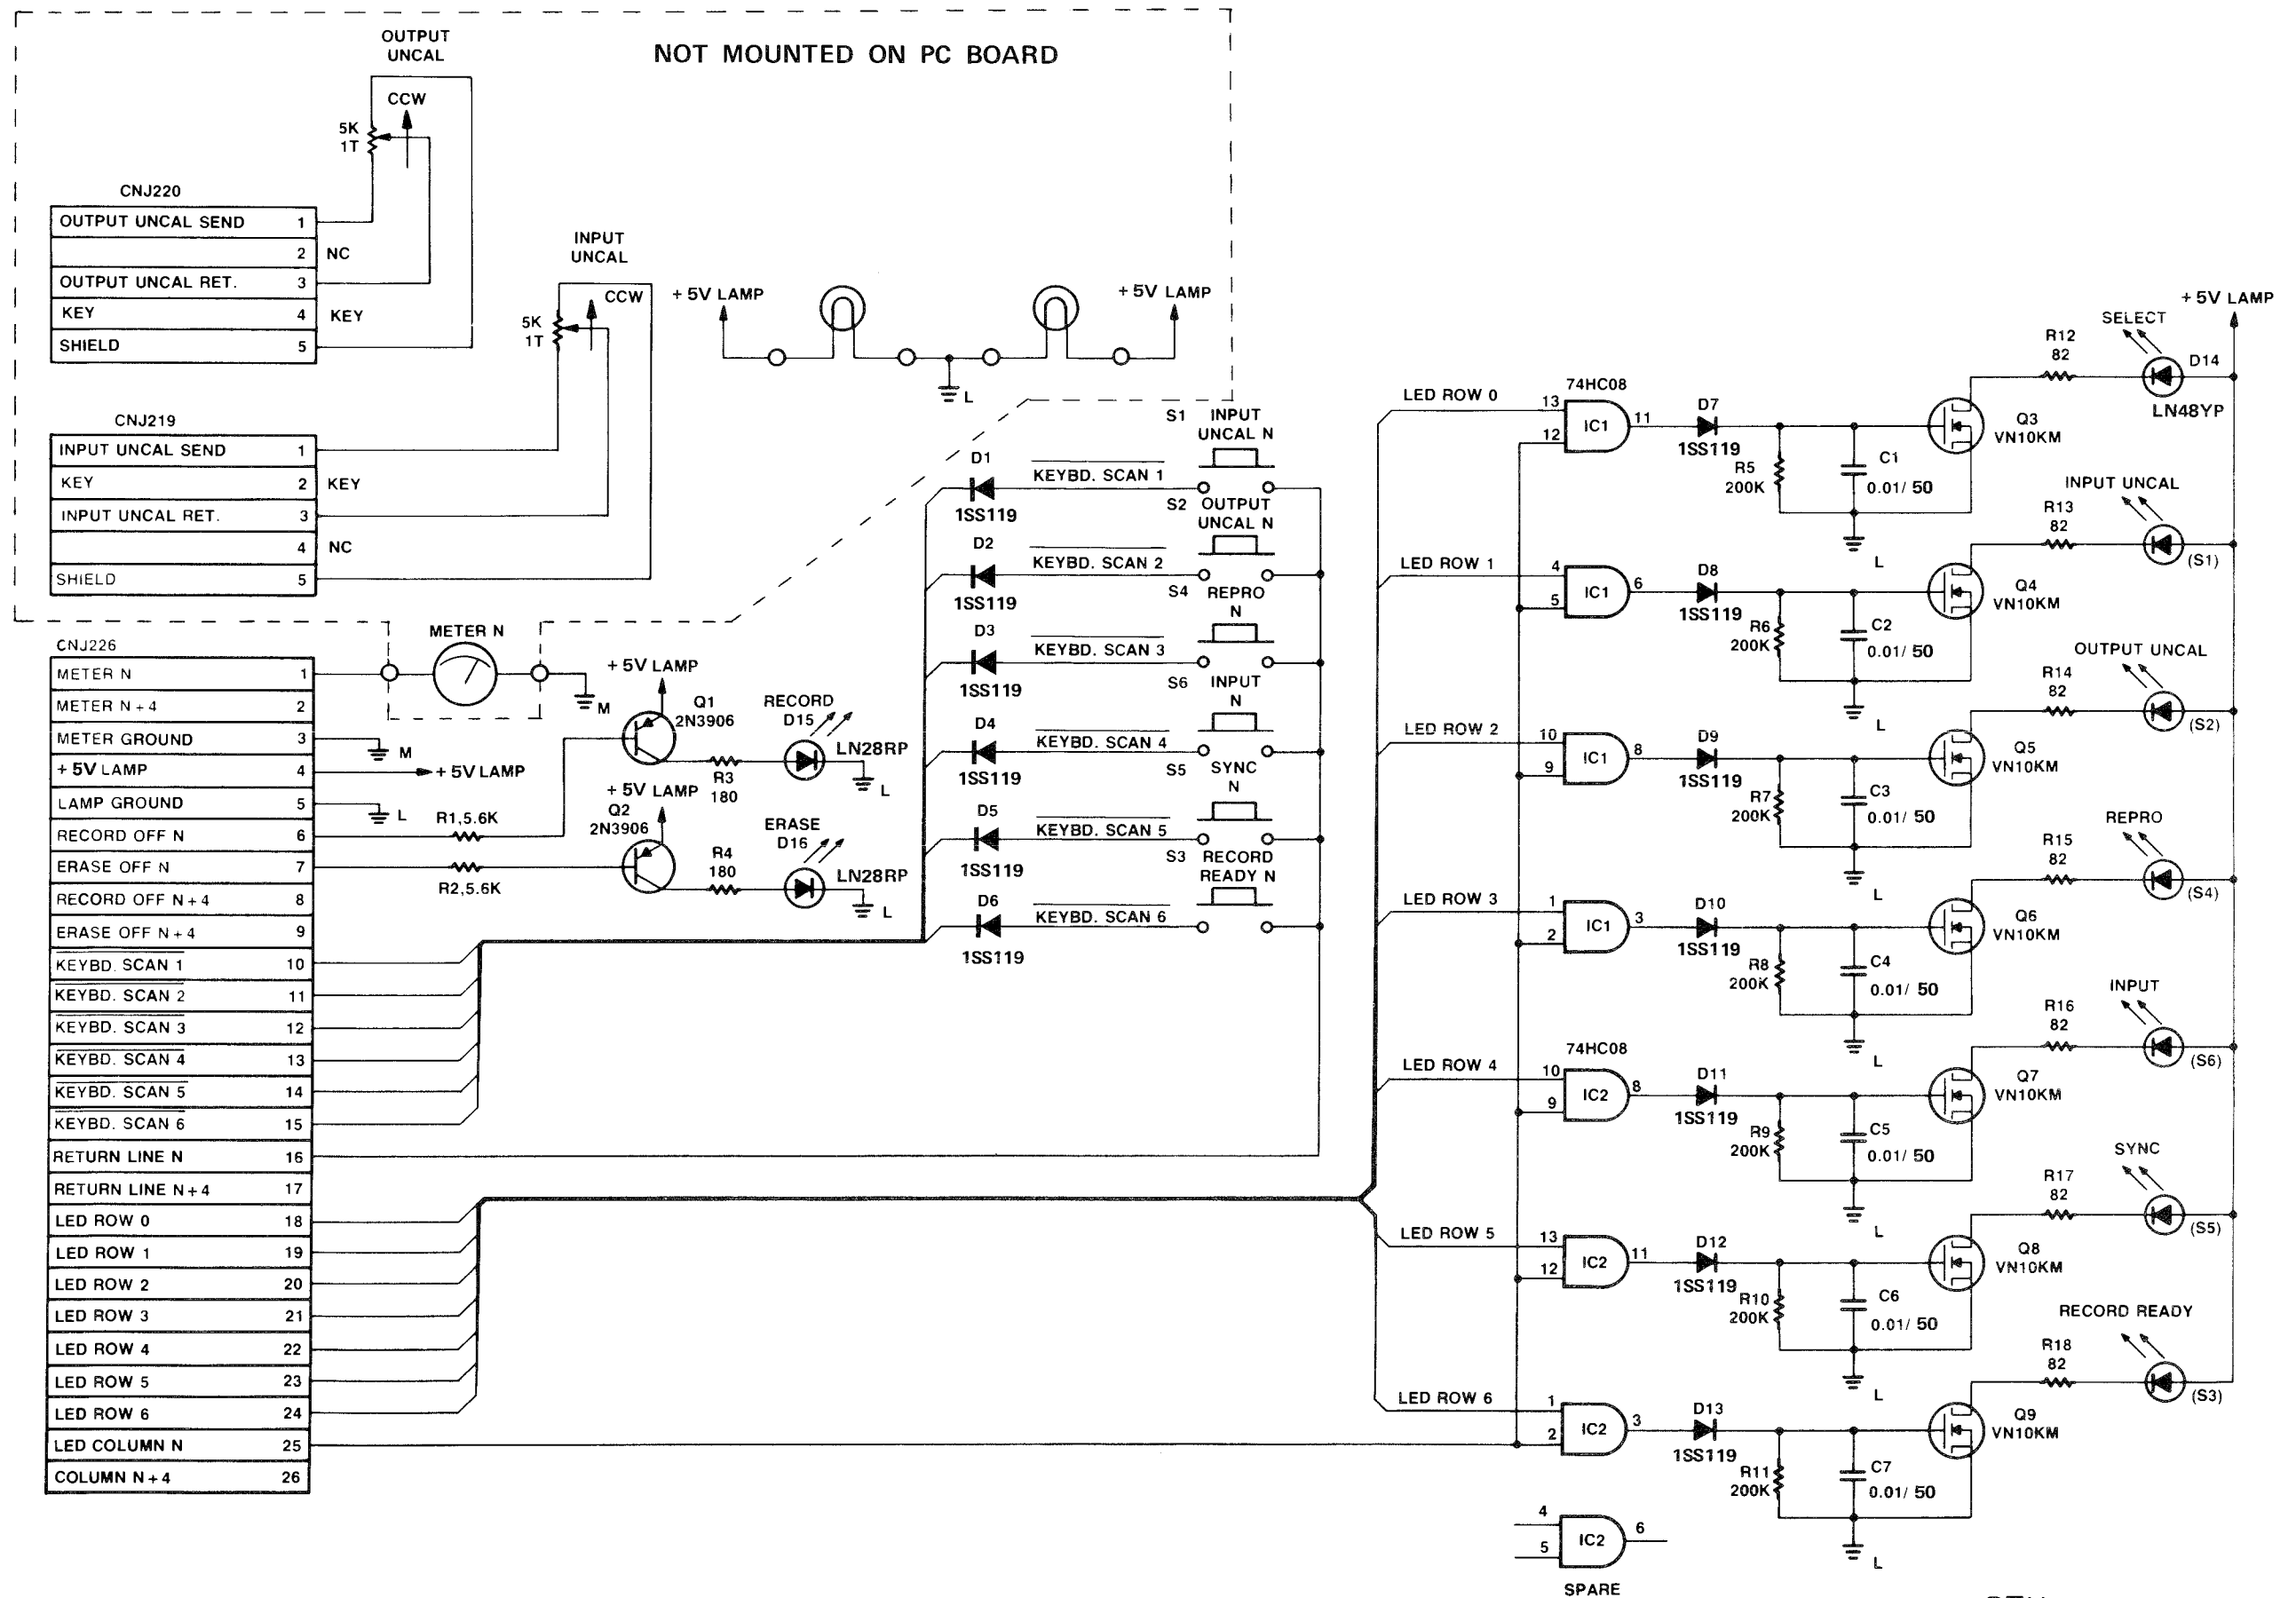 NOT MOUNTED ON PC BOARD
OUTPUT
UNCAL
CCW
5K
1T
CNJ220
OUTPUT UNCAL SEND 1
2 NC
OUTPUT UNCAL RET. 3
KEY 4 KEY
SHIELD 5
INPUT
UNCAL
CCW
5K
1T
+5V LAMP
+5V LAMP
L
CNJ219
INPUT UNCAL SEND 1
KEY 2 KEY
INPUT UNCAL RET. 3
4 NC
SHIELD 5
METER N
M
CNJ226
METER N 1
METER N+4 2
METER GROUND 3
M
+5V LAMP 4
+5V LAMP
LAMP GROUND 5
L
RECORD OFF N 6
ERASE OFF N 7
RECORD OFF N+4 8
ERASE OFF N+4 9
KEYBD. SCAN 1 10
KEYBD. SCAN 2 11
KEYBD. SCAN 3 12
KEYBD. SCAN 4 13
KEYBD. SCAN 5 14
KEYBD. SCAN 6 15
RETURN LINE N 16
RETURN LINE N+4 17
LED ROW 0 18
LED ROW 1 19
LED ROW 2 20
LED ROW 3 21
LED ROW 4 22
LED ROW 5 23
LED ROW 6 24
LED COLUMN N 25
COLUMN N+4 26
R1,5.6K
R2,5.6K
+5V LAMP
Q1
2N3906
RECORD
D15
LN28RP
R3
180
L
+5V LAMP
Q2
2N3906
ERASE
D16
LN28RP
R4
180
L
S1 INPUT
UNCAL N
D1
KEYBD. SCAN 1
1SS119
S2 OUTPUT
UNCAL N
D2
KEYBD. SCAN 2
1SS119
S4 REPRO
N
D3
KEYBD. SCAN 3
1SS119
S6 INPUT
N
D4
KEYBD. SCAN 4
1SS119
S5 SYNC
N
D5
KEYBD. SCAN 5
1SS119
S3 RECORD
READY N
D6
KEYBD. SCAN 6
1SS119
+5V LAMP
LED ROW 0
74HC08
13
12
IC1
11
D7
1SS119
R5
200K
C1
0.01/ 50
L
Q3
VN10KM
R12
82
SELECT
D14
LN48YP
LED ROW 1
4
5
IC1
6
D8
1SS119
R6
200K
C2
0.01/ 50
L
Q4
VN10KM
R13
82
INPUT UNCAL
(S1)
LED ROW 2
10
9
IC1
8
D9
1SS119
R7
200K
C3
0.01/ 50
L
Q5
VN10KM
R14
82
OUTPUT UNCAL
(S2)
LED ROW 3
1
2
IC1
3
D10
1SS119
R8
200K
C4
0.01/ 50
L
Q6
VN10KM
R15
82
REPRO
(S4)
LED ROW 4
74HC08
10
9
IC2
8
D11
1SS119
R9
200K
C5
0.01/ 50
L
Q7
VN10KM
R16
82
INPUT
(S6)
LED ROW 5
13
12
IC2
11
D12
1SS119
R10
200K
C6
0.01/ 50
L
Q8
VN10KM
R17
82
SYNC
(S5)
LED ROW 6
1
2
IC2
3
D13
1SS119
R11
200K
C7
0.01/ 50
L
Q9
VN10KM
R18
82
RECORD READY
(S3)
4
5
IC2
6
SPARE